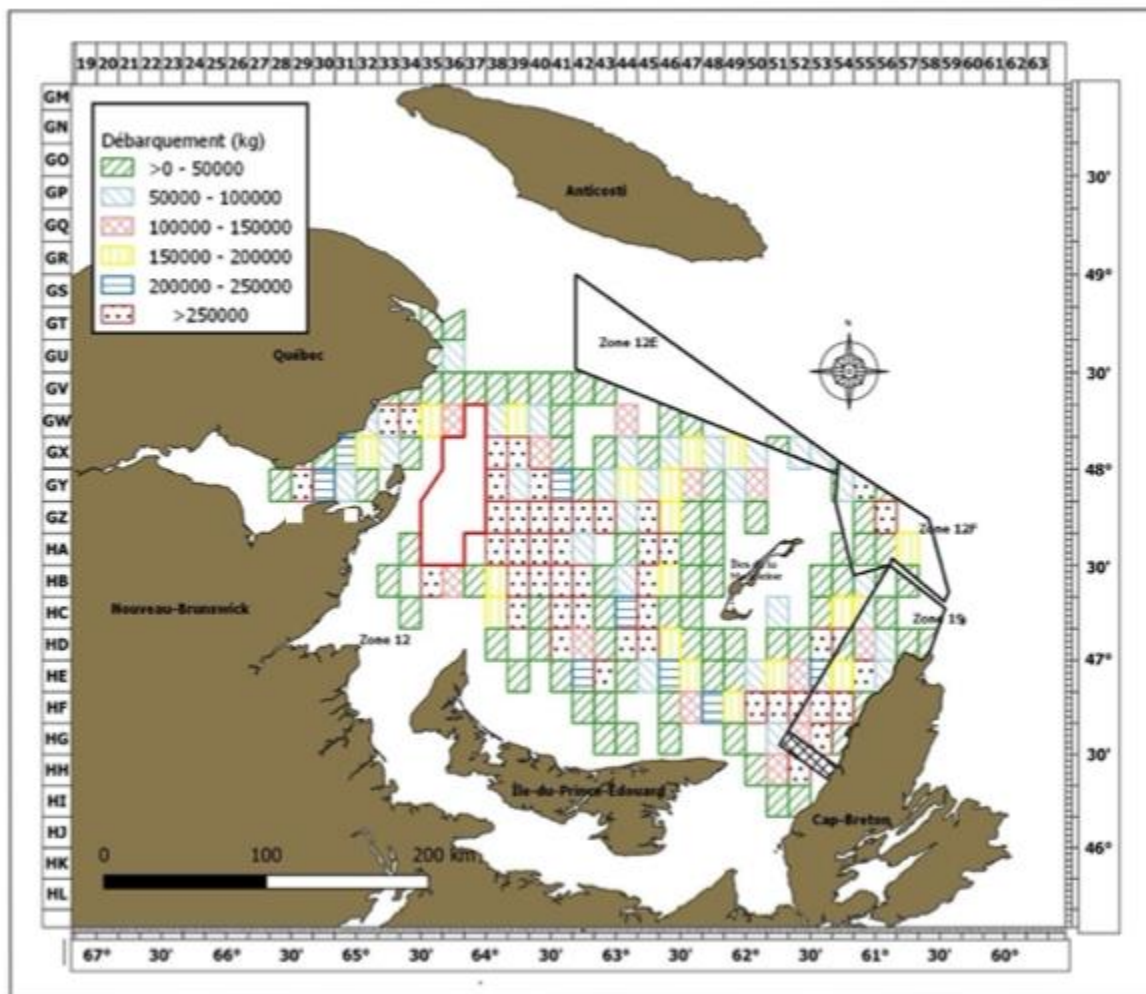 19 20 21 22 23 24 25 26 27 28 29 30 31 32 33 34 35 36 37 38 39 40 41 42 43 44 45 46 47 48 49 50 51 52 54 55 56 57 58 59 60 61 62 63
GM
GN
GO
GP
GQ
GR
GS
GT
GU
GV
GW
GX
GY
GZ
HA
HB
HC
HD
HE
HF
HG
HH
HI
HJ
HK
HL
Débarquement (kg)
>0 - 50000
50000 - 100000
100000 - 150000
150000 - 200000
200000 - 250000
>250000
Anticosti
Québec
Zone 12E
Zone 12F
Îles de la
Nouveau-Brunswick
Zone 12
Zone 19
Île-du-Prince-Édouard
Cap-Breton
0 100 200 km
30'
49°
30'
48°
30'
47°
30'
46°
67° 30' 66° 30' 65° 30' 64° 30' 63° 30' 62° 30' 61° 30' 60°